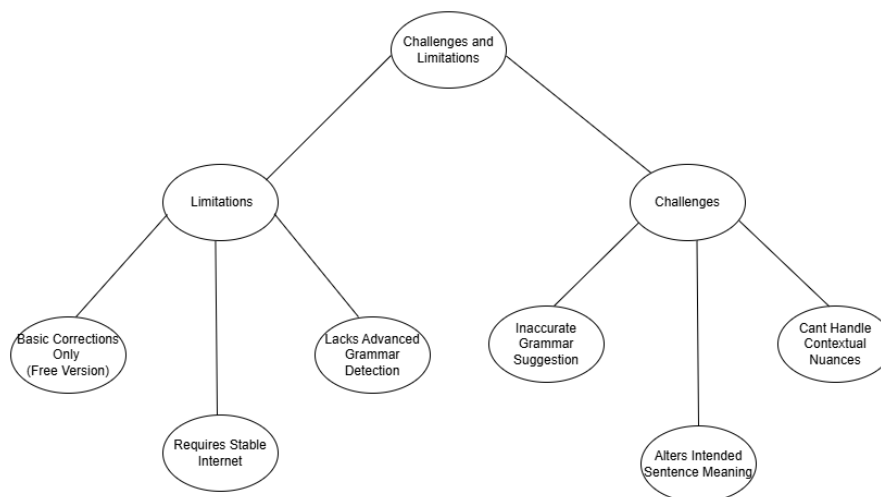 Challenges and
Limitations
Limitations
Challenges
Basic Corrections
Only
(Free Version)
Lacks Advanced
Grammar
Detection
Inaccurate
Grammar
Suggestion
Cant Handle
Contextual
Nuances
Requires Stable
Internet
Alters Intended
Sentence Meaning